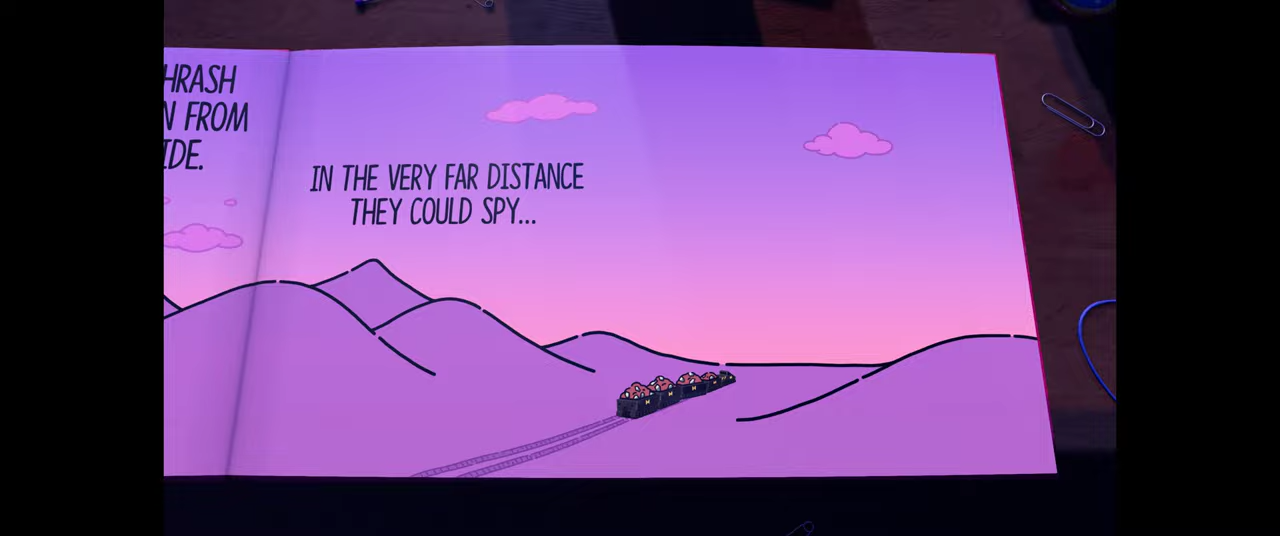 HRASH
N FROM
IDE.
IN THE VERY FAR DISTANCE
THEY COULD SPY...